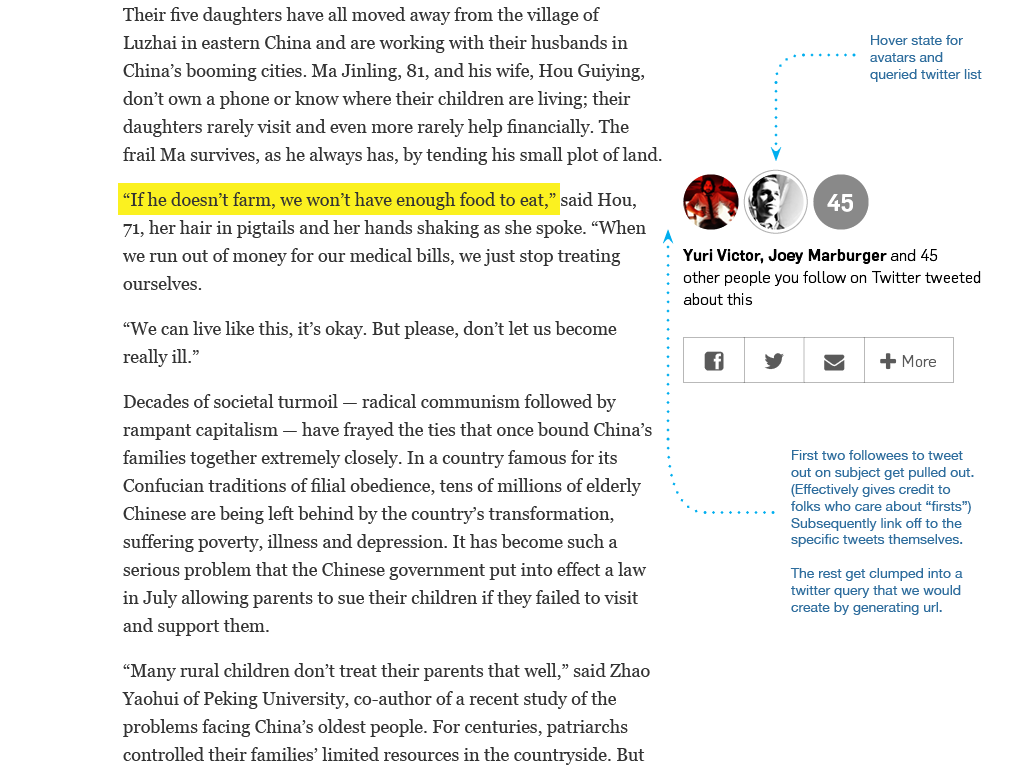 Their five daughters have all moved away from the village of
Luzhai in eastern China and are working with their husbands in
China’s booming cities. Ma Jinling, 81, and his wife, Hou Guiying,
don’t own a phone or know where their children are living; their
daughters rarely visit and even more rarely help financially. The
frail Ma survives, as he always has, by tending his small plot of land.
“If he doesn’t farm, we won’t have enough food to eat,” said Hou,
71, her hair in pigtails and her hands shaking as she spoke. “When
we run out of money for our medical bills, we just stop treating
ourselves.
“We can live like this, it’s okay. But please, don’t let us become
really ill.”
Decades of societal turmoil — radical communism followed by
rampant capitalism — have frayed the ties that once bound China’s
families together extremely closely. In a country famous for its
Confucian traditions of filial obedience, tens of millions of elderly
Chinese are being left behind by the country’s transformation,
suffering poverty, illness and depression. It has become such a
serious problem that the Chinese government put into effect a law
in July allowing parents to sue their children if they failed to visit
and support them.
“Many rural children don’t treat their parents that well,” said Zhao
Yaohui of Peking University, co-author of a recent study of the
problems facing China’s oldest people. For centuries, patriarchs
controlled their families’ limited resources in the countryside. But
Hover state for
avatars and
queried twitter list
45
Yuri Victor, Joey Marburger and 45
other people you follow on Twitter tweeted
about this
More
First two followees to tweet
out on subject get pulled out.
(Effectively gives credit to
folks who care about “firsts”)
Subsequently link off to the
specific tweets themselves.
The rest get clumped into a
twitter query that we would
create by generating url.